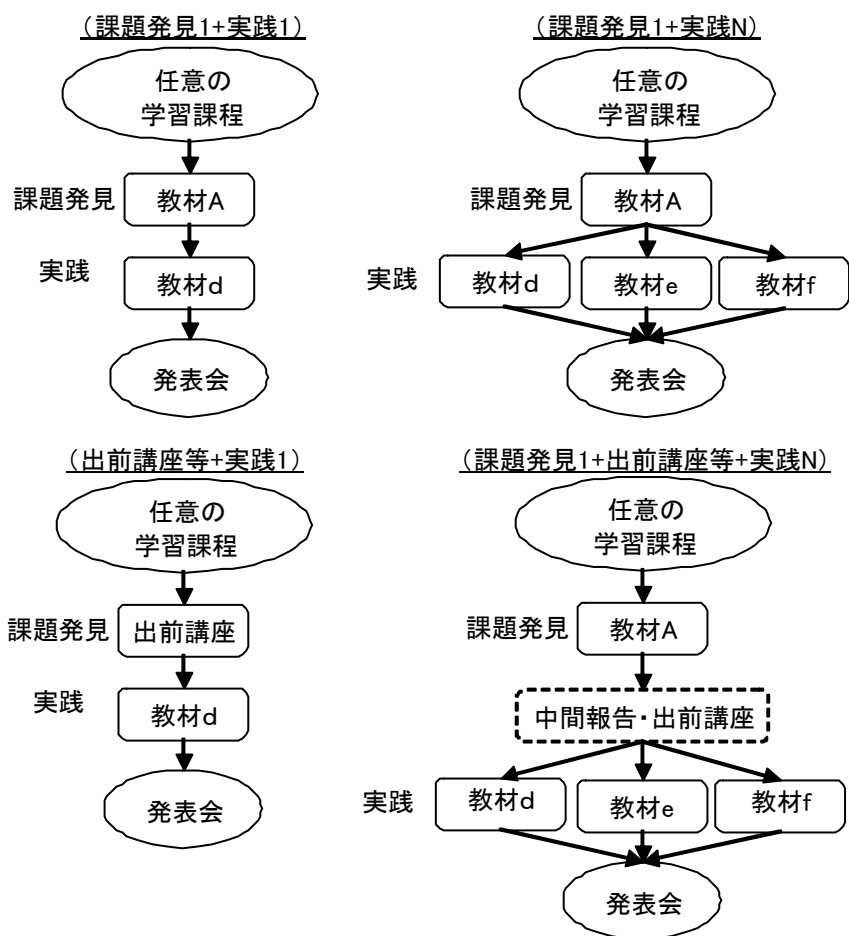 (課題発見1+実践1)
任意の
学習課程
課題発見
教材A
実践
教材d
発表会
(課題発見1+実践N)
任意の
学習課程
課題発見
教材A
実践
教材d
教材e
教材f
発表会
(出前講座等+実践1)
任意の
学習課程
課題発見
出前講座
実践
教材d
発表会
(課題発見1+出前講座等+実践N)
任意の
学習課程
課題発見
教材A
中間報告・出前講座
実践
教材d
教材e
教材f
発表会